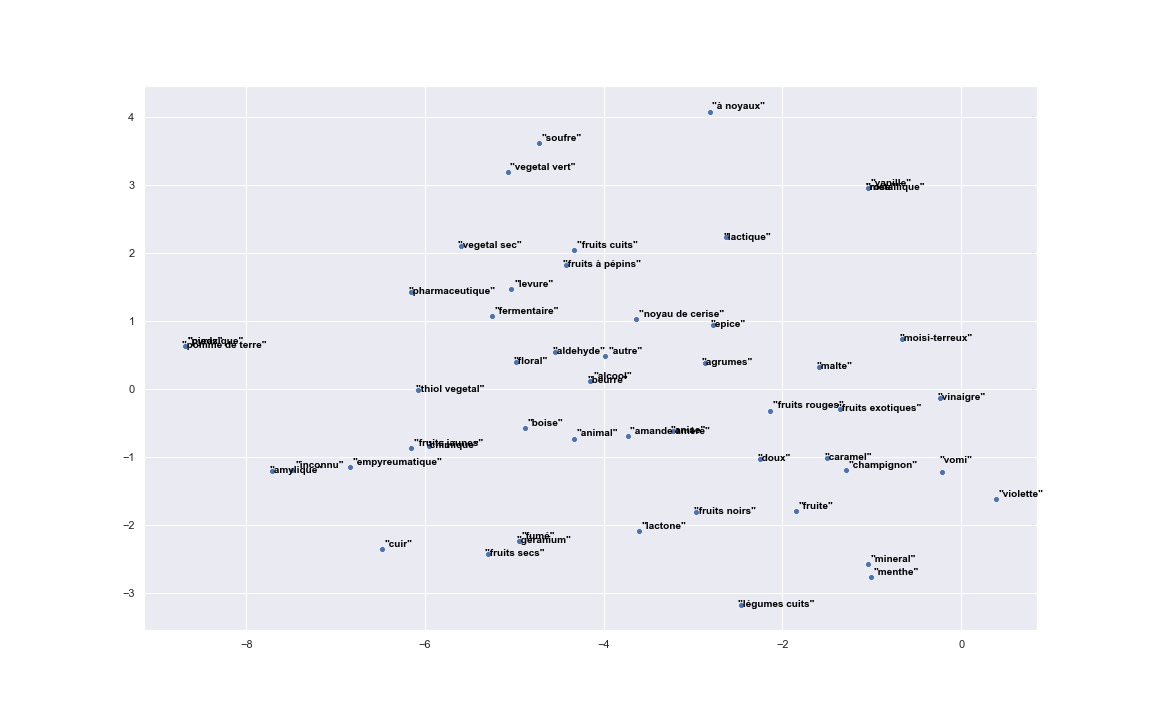 4
3
2
1
0
−1
−2
−3
"à noyaux"
"soufre"
"vegetal vert"
"vanille"
"lactique"
"vegetal sec"
"fruits cuits"
"fruits à pépins"
"levure"
"pharmaceutique"
"fermentaire"
"noyau de cerise"
"epice"
"pomme de terre"
"moisi-terreux"
"aldehyde"
"autre"
"floral"
"agrumes"
"malte"
"alcool"
"beurre"
"thiol vegetal"
"vinaigre"
"fruits rouges"
"fruits exotiques"
"boise"
"animal"
"fruits jaunes"
"doux"
"caramel"
"champignon"
"vomi"
"empyreumatique"
"inconnu"
"amylique"
"violette"
"fruits noirs"
"fruite"
"lactone"
"fumé"
"geranium"
"cuir"
"fruits secs"
"mineral"
"menthe"
"légumes cuits"
−8
−6
−4
−2
0